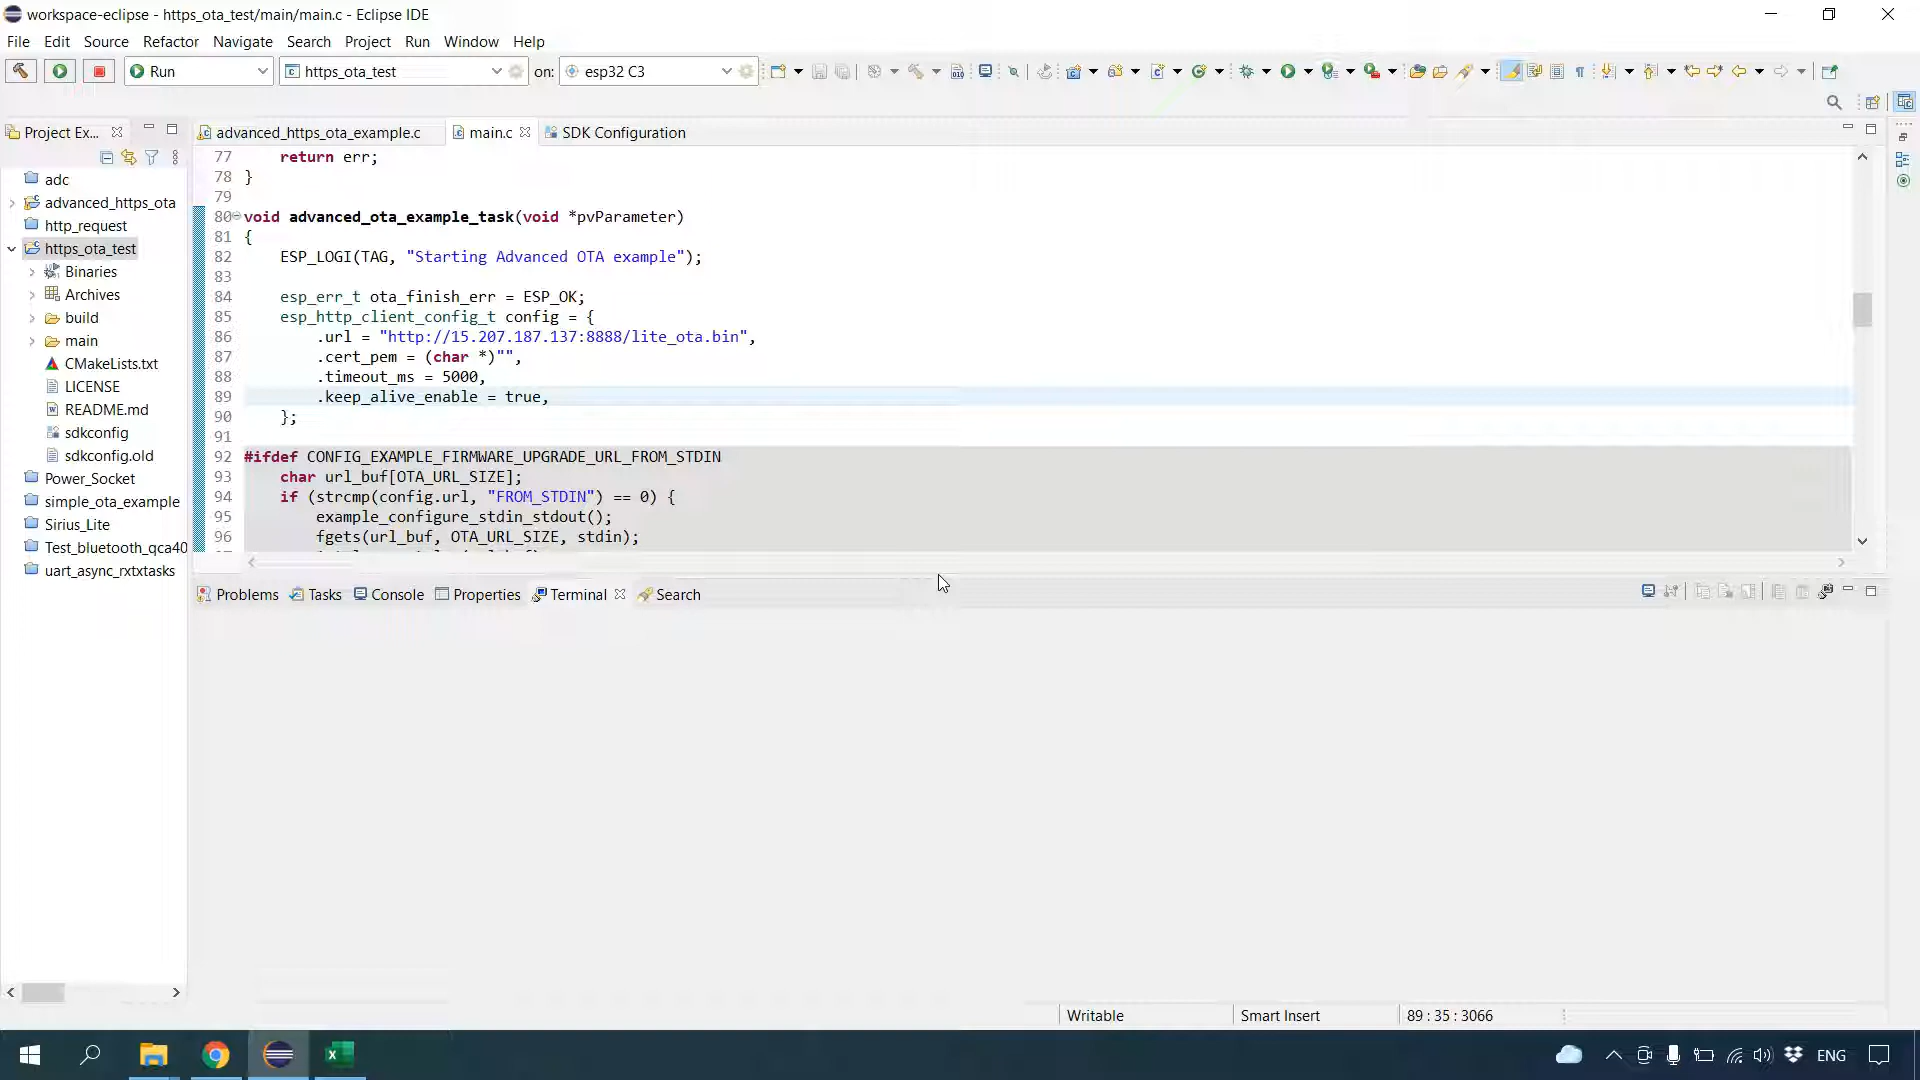 workspace-eclipse - https_ota_test/main/main.c - Eclipse IDE
File Edit Source Refactor Navigate Search Project Run Window Help
Run https_ota_test on: esp32 C3
Project Ex...
advanced_https_ota_example.c main.c SDK Configuration
adc
advanced_https_ota
http_request
https_ota_test
Binaries
Archives
build
main
CMakeLists.txt
LICENSE
README.md
sdkconfig
sdkconfig.old
Power_Socket
simple_ota_example
Sirius_Lite
Test_bluetooth_qca40
uart_async_rxtxtasks
77 return err;
78 }
79
80 void advanced_ota_example_task(void *pvParameter)
81 {
82 ESP_LOGI(TAG, "Starting Advanced OTA example");
83
84 esp_err_t ota_finish_err = ESP_OK;
85 esp_http_client_config_t config = {
86 .url = "http://15.207.187.137:8888/lite_ota.bin",
87 .cert_pem = (char *)"",
88 .timeout_ms = 5000,
89 .keep_alive_enable = true,
90 };
91
92 #ifdef CONFIG_EXAMPLE_FIRMWARE_UPGRADE_URL_FROM_STDIN
93 char url_buf[OTA_URL_SIZE];
94 if (strcmp(config.url, "FROM_STDIN") == 0) {
95 example_configure_stdin_stdout();
96 fgets(url_buf, OTA_URL_SIZE, stdin);
Problems Tasks Console Properties Terminal Search
Writable Smart Insert 89 : 35 : 3066
ENG